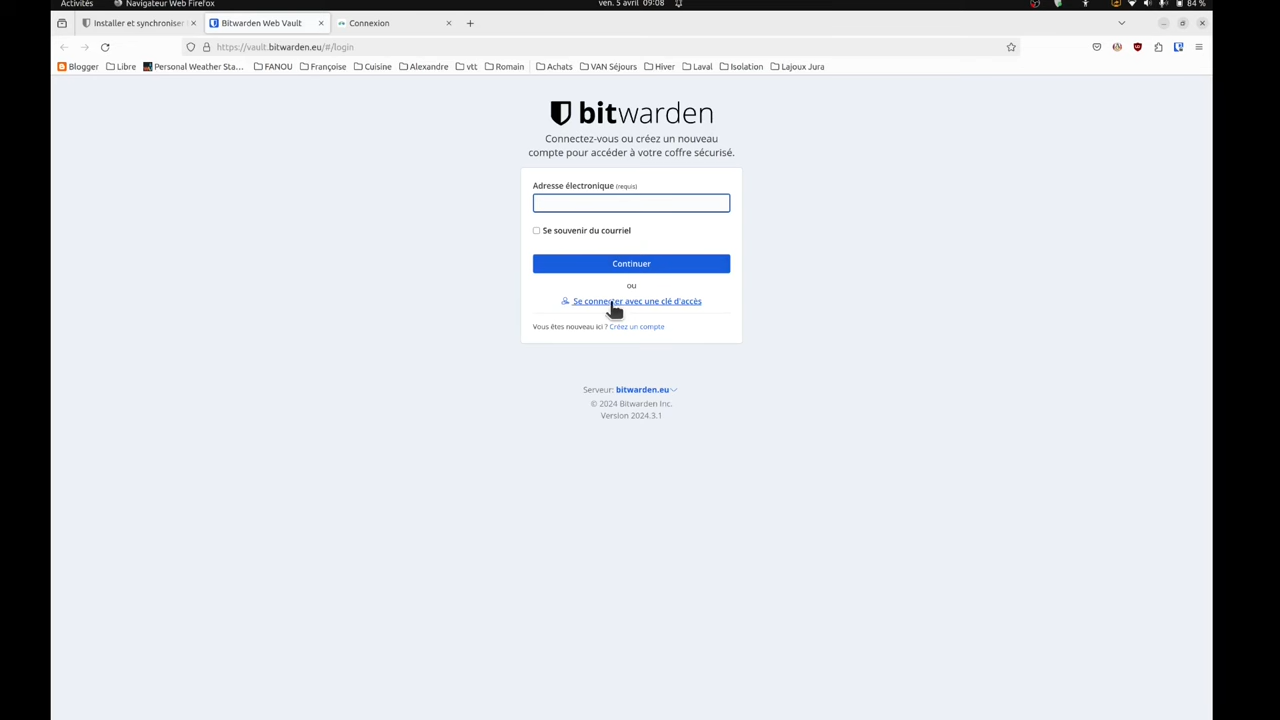 Activités
Navigateur Web Firefox
ven. 5 avril 09:08
84 %
Installer et synchroniser
Bitwarden Web Vault
Connexion
https://vault.bitwarden.eu/#/login
Blogger
Libre
Personal Weather Sta...
FANOU
Françoise
Cuisine
Alexandre
vtt
Romain
Achats
VAN Séjours
Hiver
Laval
Isolation
Lajoux Jura
bitwarden
Connectez-vous ou créez un nouveau
compte pour accéder à votre coffre sécurisé.
Adresse électronique (requis)
Se souvenir du courriel
Continuer
ou
Se connecter avec une clé d'accès
Vous êtes nouveau ici ? Créez un compte
Serveur: bitwarden.eu
© 2024 Bitwarden Inc.
Version 2024.3.1